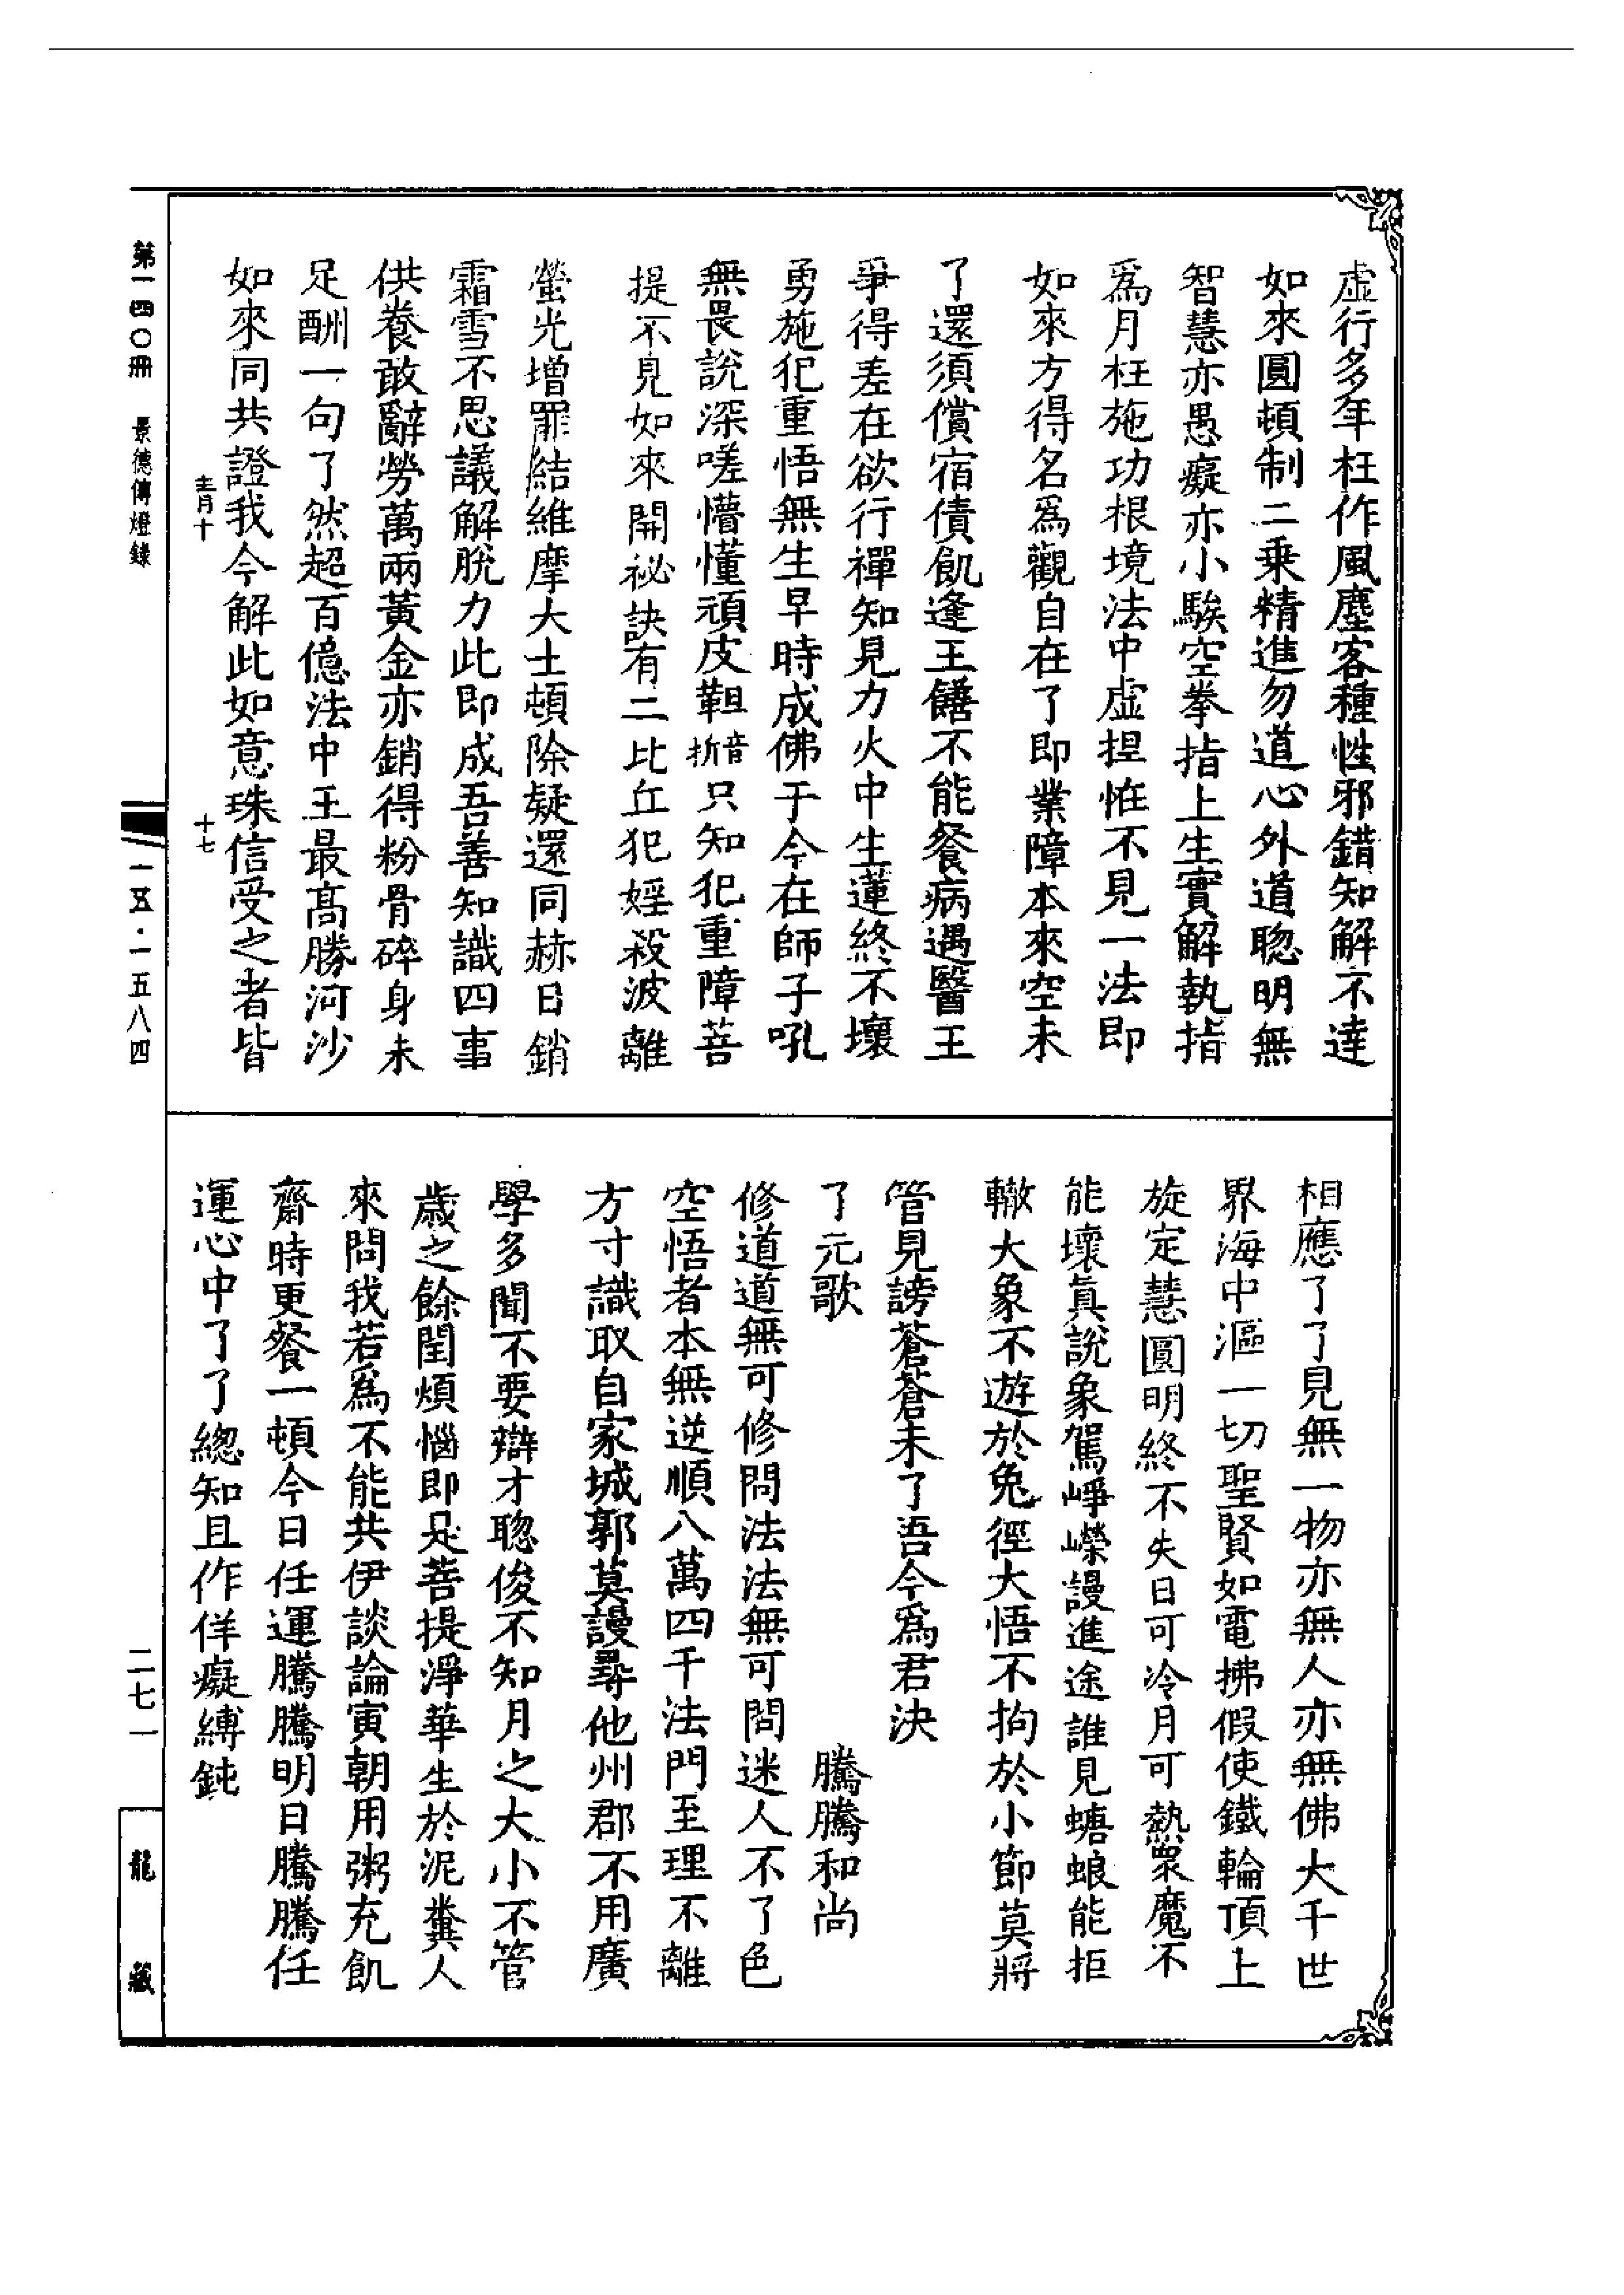 虛行多年枉作風塵客種性邪錯知解不達
如來圓頓制二乘精進勿道心外道聰明無
智慧亦愚癡亦小騃空拳指上生實解執指
爲月枉施功根境法中虛捏怪不見一法即
如來方得名爲觀自在了即業障本來空未
了還須償宿債飢逢王饍不能餐病遇醫王
爭得差在欲行禪知見力火中生蓮終不壞
勇施犯重悟無生早時成佛于今在師子吼
無畏說深嗟懵懂頑皮靼只知犯重障菩
提不見如來開祕訣有二比丘犯婬殺波離
螢光增罪結維摩大士頓除疑還同赫日銷
霜雪不思議解脫力此即成吾善知識四事
供養敢辭勞萬兩黃金亦銷得粉骨碎身未
足酬一句了然超百億法中王最高勝河沙
如來同共證我今解此如意珠信受之者皆
十七
相應了了見無一物亦無人亦無佛大千世
界海中漚一切聖賢如電拂假使鐵輪頂上
旋定慧圓明終不失日可冷月可熱眾魔不
能壞眞說象駕崢嶸謾進途誰見螗蜋能拒
轍大象不遊於兔徑大悟不拘於小節莫將
管見謗蒼蒼未了吾今爲君決
了元歌 騰騰和尚
修道道無可修問法法無可問迷人不了色
空悟者本無逆順八萬四千法門至理不離
方寸識取自家城郭莫謾尋他州郡不用廣
學多聞不要辯才聰俊不知月之大小不管
歲之餘閏煩惱即是菩提淨華生於泥糞人
來問我若爲不能共伊談論寅朝用粥充飢
齋時更餐一頓今日任運騰騰明日騰騰任
運心中了了總知且作佯癡縛鈍
第一四〇冊 景德傳燈錄
一五·一五八四
二七一
龍藏